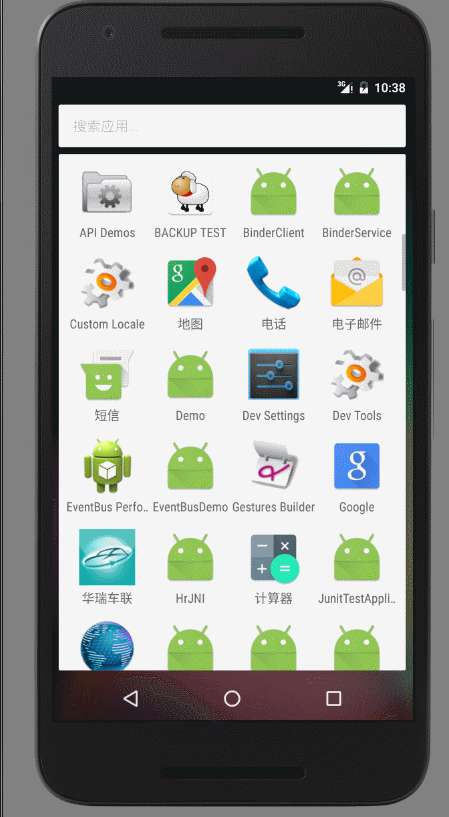 3G 10:38
搜索应用...
API Demos BACKUP TEST BinderClient BinderService
g
Custom Locale 地图 电话 电子邮件
短信 Demo Dev Settings Dev Tools
g
EventBus Perfo.. EventBusDemo Gestures Builder Google
华瑞车联 HrJNI 计算器 JunitTestAppli..